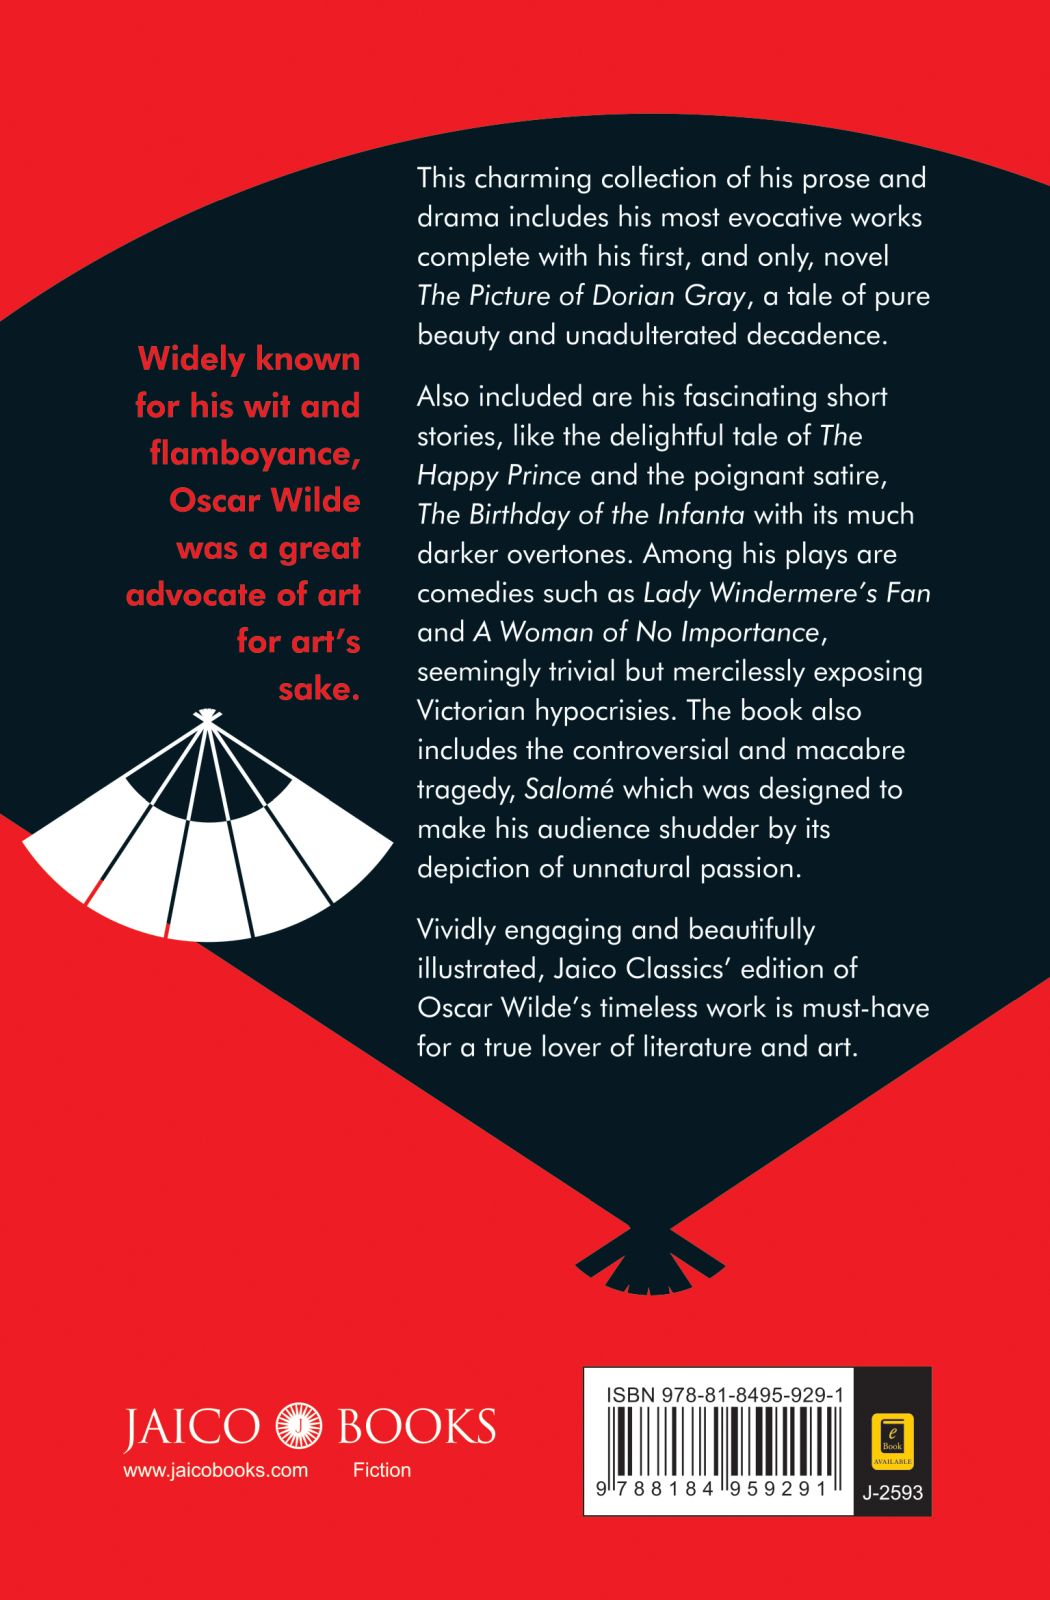 Widely known
for his wit and
flamboyance,
Oscar Wilde
was a great
advocate of art
for art’s
sake.
This charming collection of his prose and
drama includes his most evocative works
complete with his first, and only, novel
The Picture of Dorian Gray, a tale of pure
beauty and unadulterated decadence.
Also included are his fascinating short
stories, like the delightful tale of The
Happy Prince and the poignant satire,
The Birthday of the Infanta with its much
darker overtones. Among his plays are
comedies such as Lady Windermere’s Fan
and A Woman of No Importance,
seemingly trivial but mercilessly exposing
Victorian hypocrisies. The book also
includes the controversial and macabre
tragedy, Salomé which was designed to
make his audience shudder by its
depiction of unnatural passion.
Vividly engaging and beautifully
illustrated, Jaico Classics’ edition of
Oscar Wilde’s timeless work is must-have
for a true lover of literature and art.
JAICO J BOOKS
www.jaicobooks.com Fiction
ISBN 978-81-8495-929-1
9 788184 959291
e
Book
AVAILABLE
J-2593